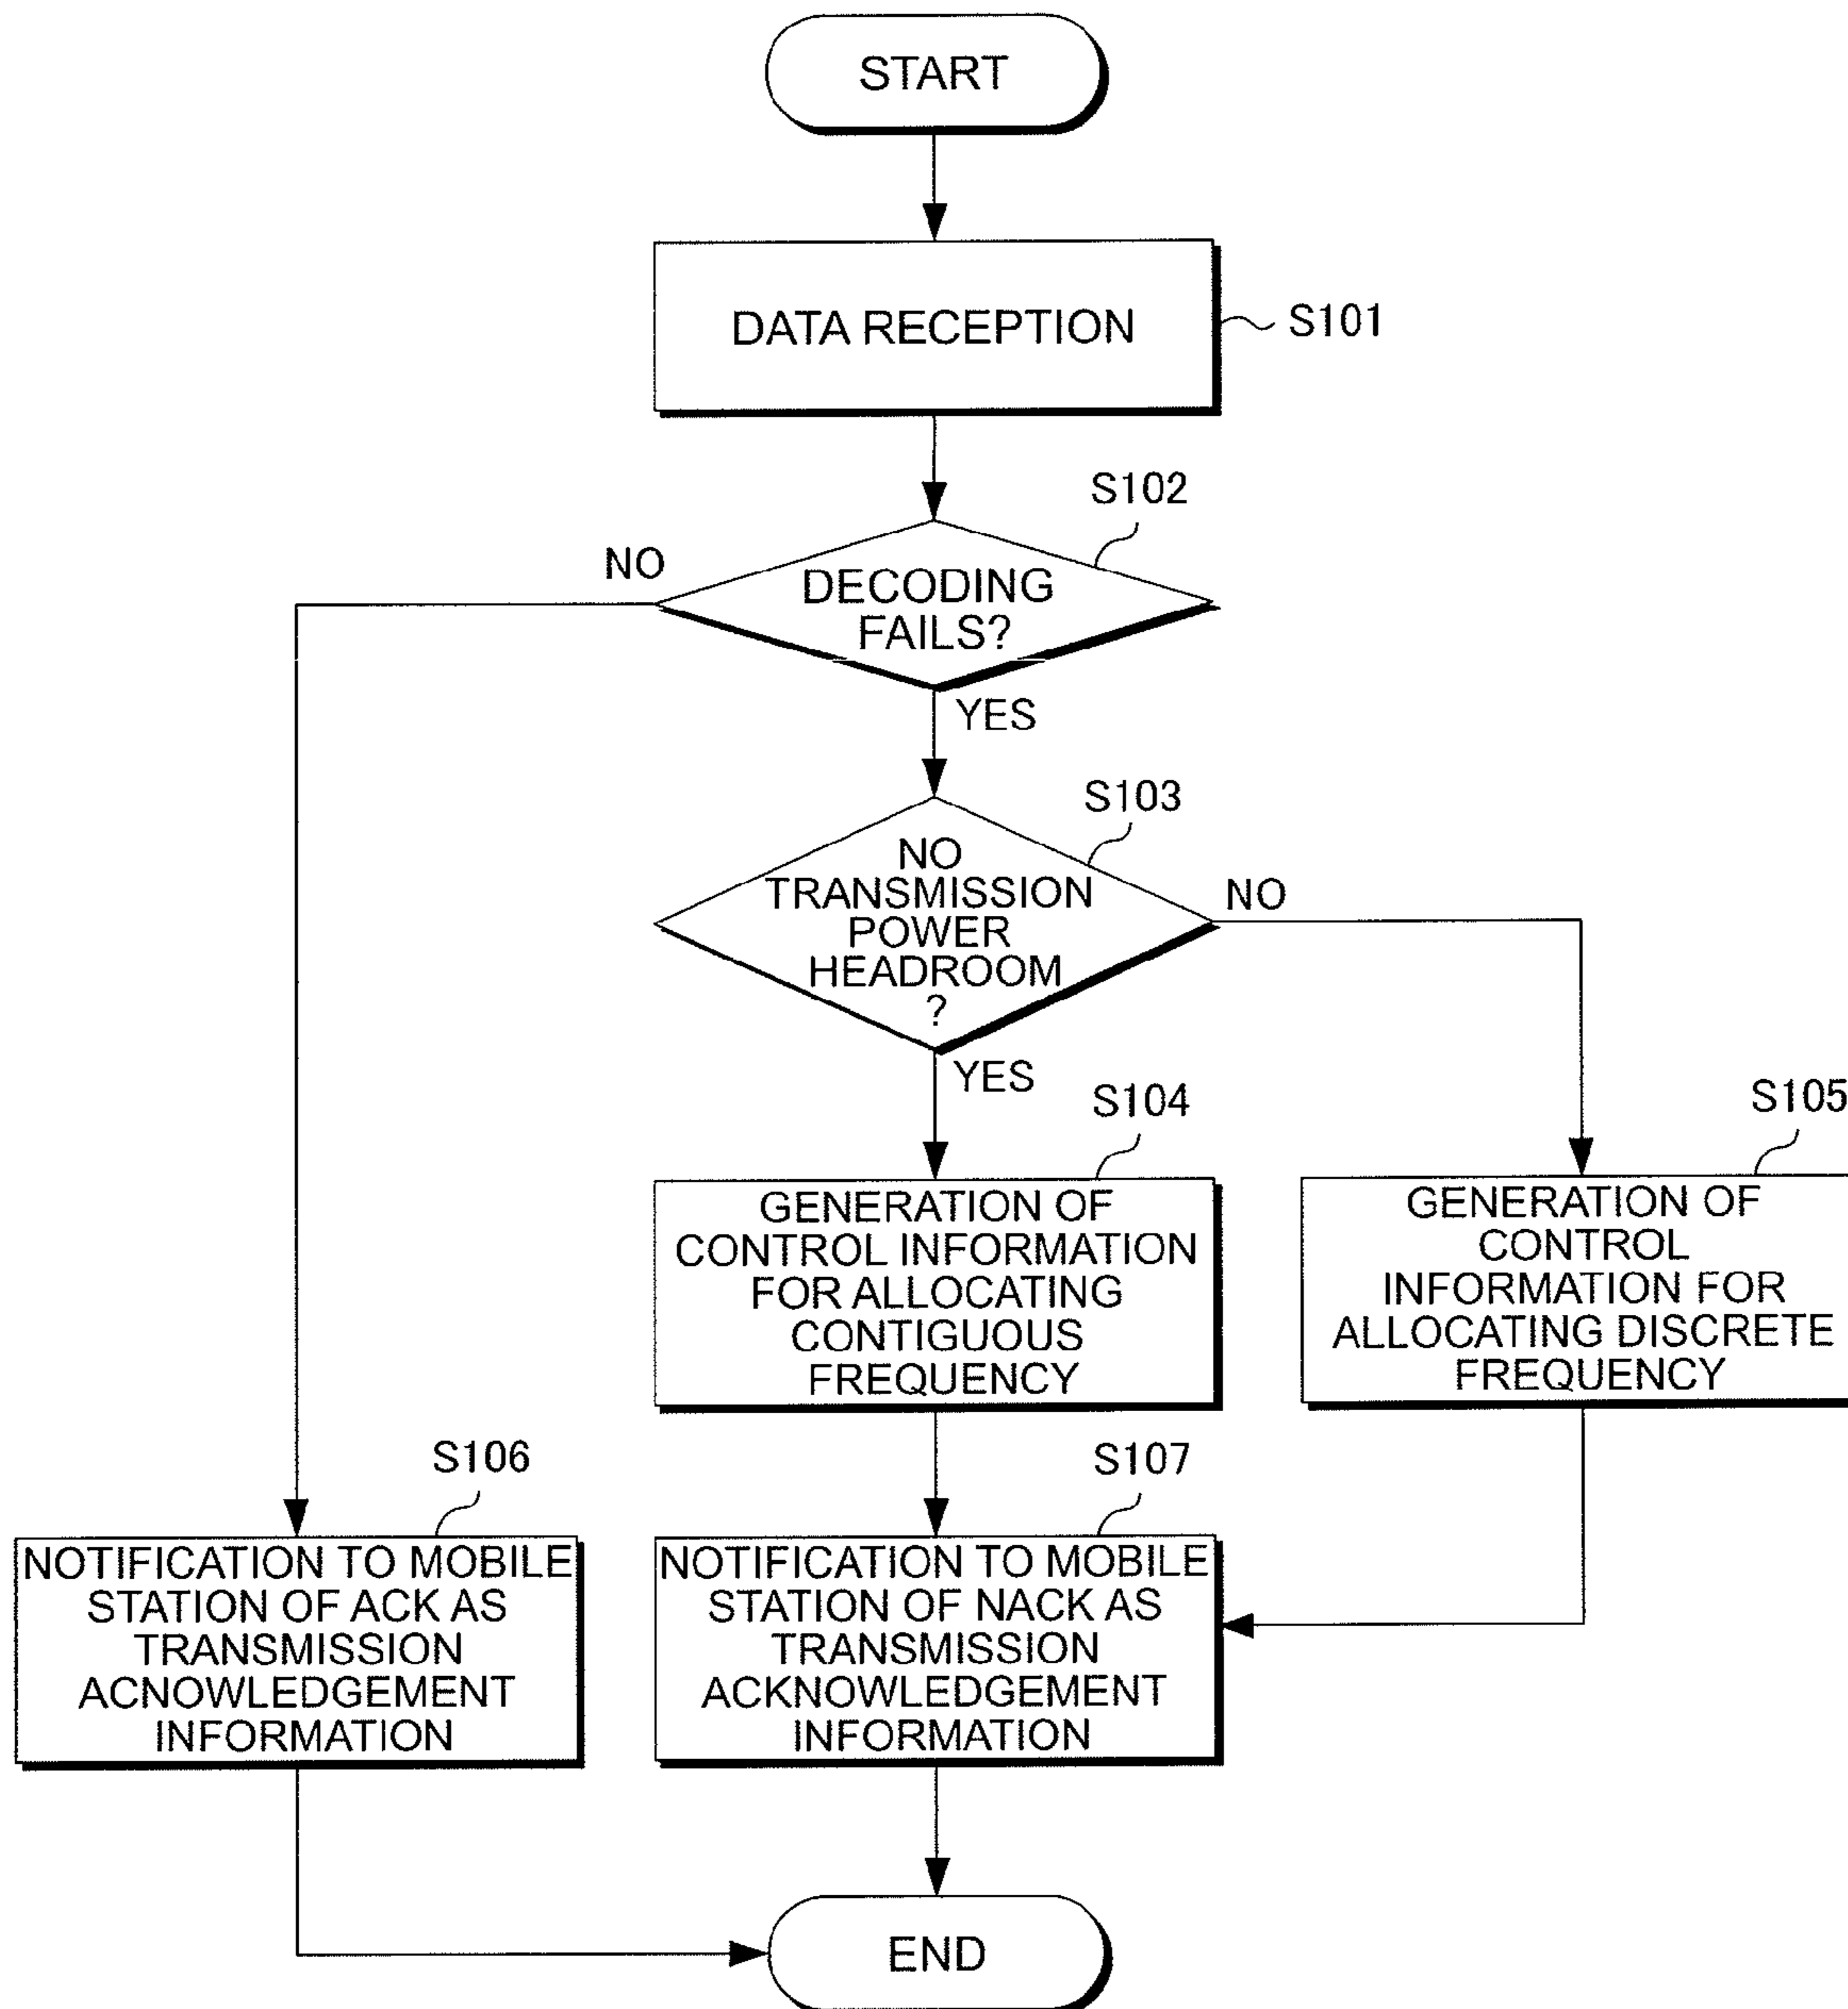 START
DATA RECEPTION
S101
S102
NO
DECODING
FAILS?
YES
S103
NO
TRANSMISSION
POWER
HEADROOM
?
NO
YES
S104
GENERATION OF
CONTROL INFORMATION
FOR ALLOCATING
CONTIGUOUS
FREQUENCY
S105
GENERATION OF
CONTROL
INFORMATION FOR
ALLOCATING DISCRETE
FREQUENCY
S106
NOTIFICATION TO MOBILE
STATION OF ACK AS
TRANSMISSION
ACNOWLEDGEMENT
INFORMATION
S107
NOTIFICATION TO MOBILE
STATION OF NACK AS
TRANSMISSION
ACKNOWLEDGEMENT
INFORMATION
END